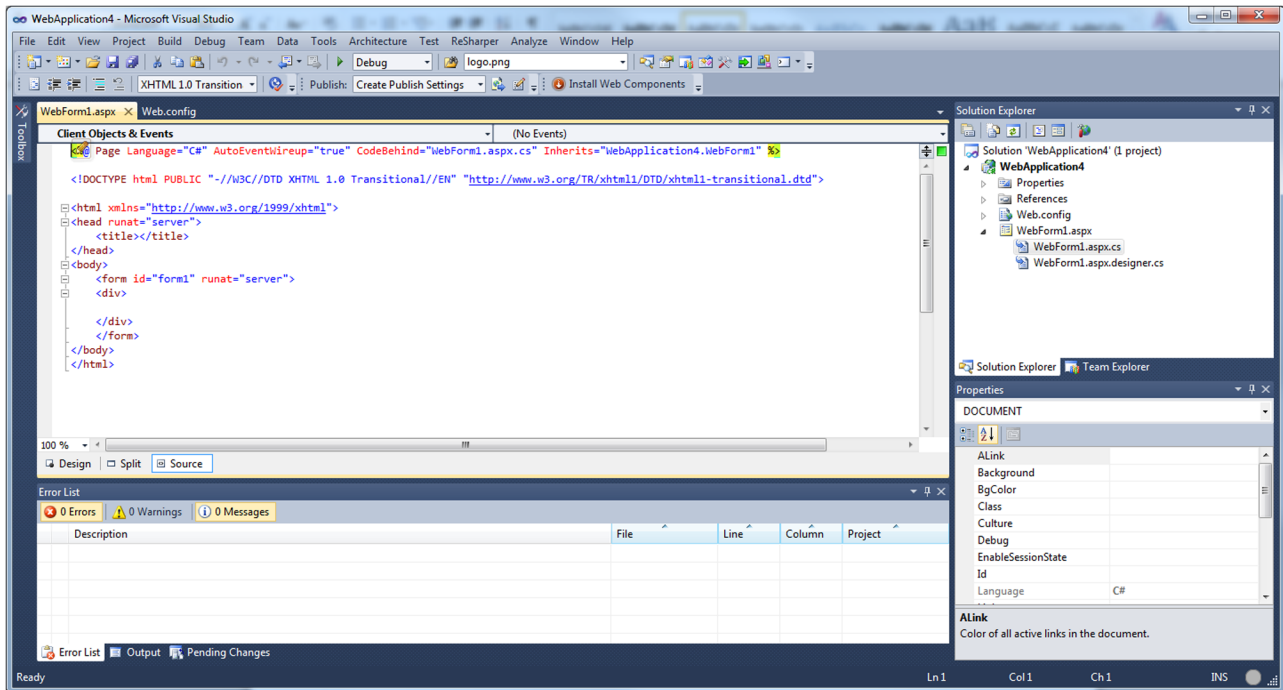 WebApplication4 - Microsoft Visual Studio
File Edit View Project Build Debug Team Data Tools Architecture Test ReSharper Analyze Window Help
Debug logo.png
XHTML 1.0 Transition Publish: Create Publish Settings Install Web Components
Toolbox
WebForm1.aspx Web.config
Client Objects & Events (No Events)
<%@ Page Language="C#" AutoEventWireup="true" CodeBehind="WebForm1.aspx.cs" Inherits="WebApplication4.WebForm1" %>
<!DOCTYPE html PUBLIC "-//W3C//DTD XHTML 1.0 Transitional//EN" "http://www.w3.org/TR/xhtml1/DTD/xhtml1-transitional.dtd">
<html xmlns="http://www.w3.org/1999/xhtml">
<head runat="server">
<title></title>
</head>
<body>
<form id="form1" runat="server">
<div>
</div>
</form>
</body>
</html>
100 %
Design Split Source
Error List
0 Errors 0 Warnings 0 Messages
Description File Line Column Project
Error List Output Pending Changes
Solution Explorer
Solution 'WebApplication4' (1 project)
WebApplication4
Properties
References
Web.config
WebForm1.aspx
WebForm1.aspx.cs
WebForm1.aspx.designer.cs
Solution Explorer Team Explorer
Properties
DOCUMENT
ALink
Background
BgColor
Class
Culture
Debug
EnableSessionState
Id
Language C#
ALink
Color of all active links in the document.
Ready Ln 1 Col 1 Ch 1 INS